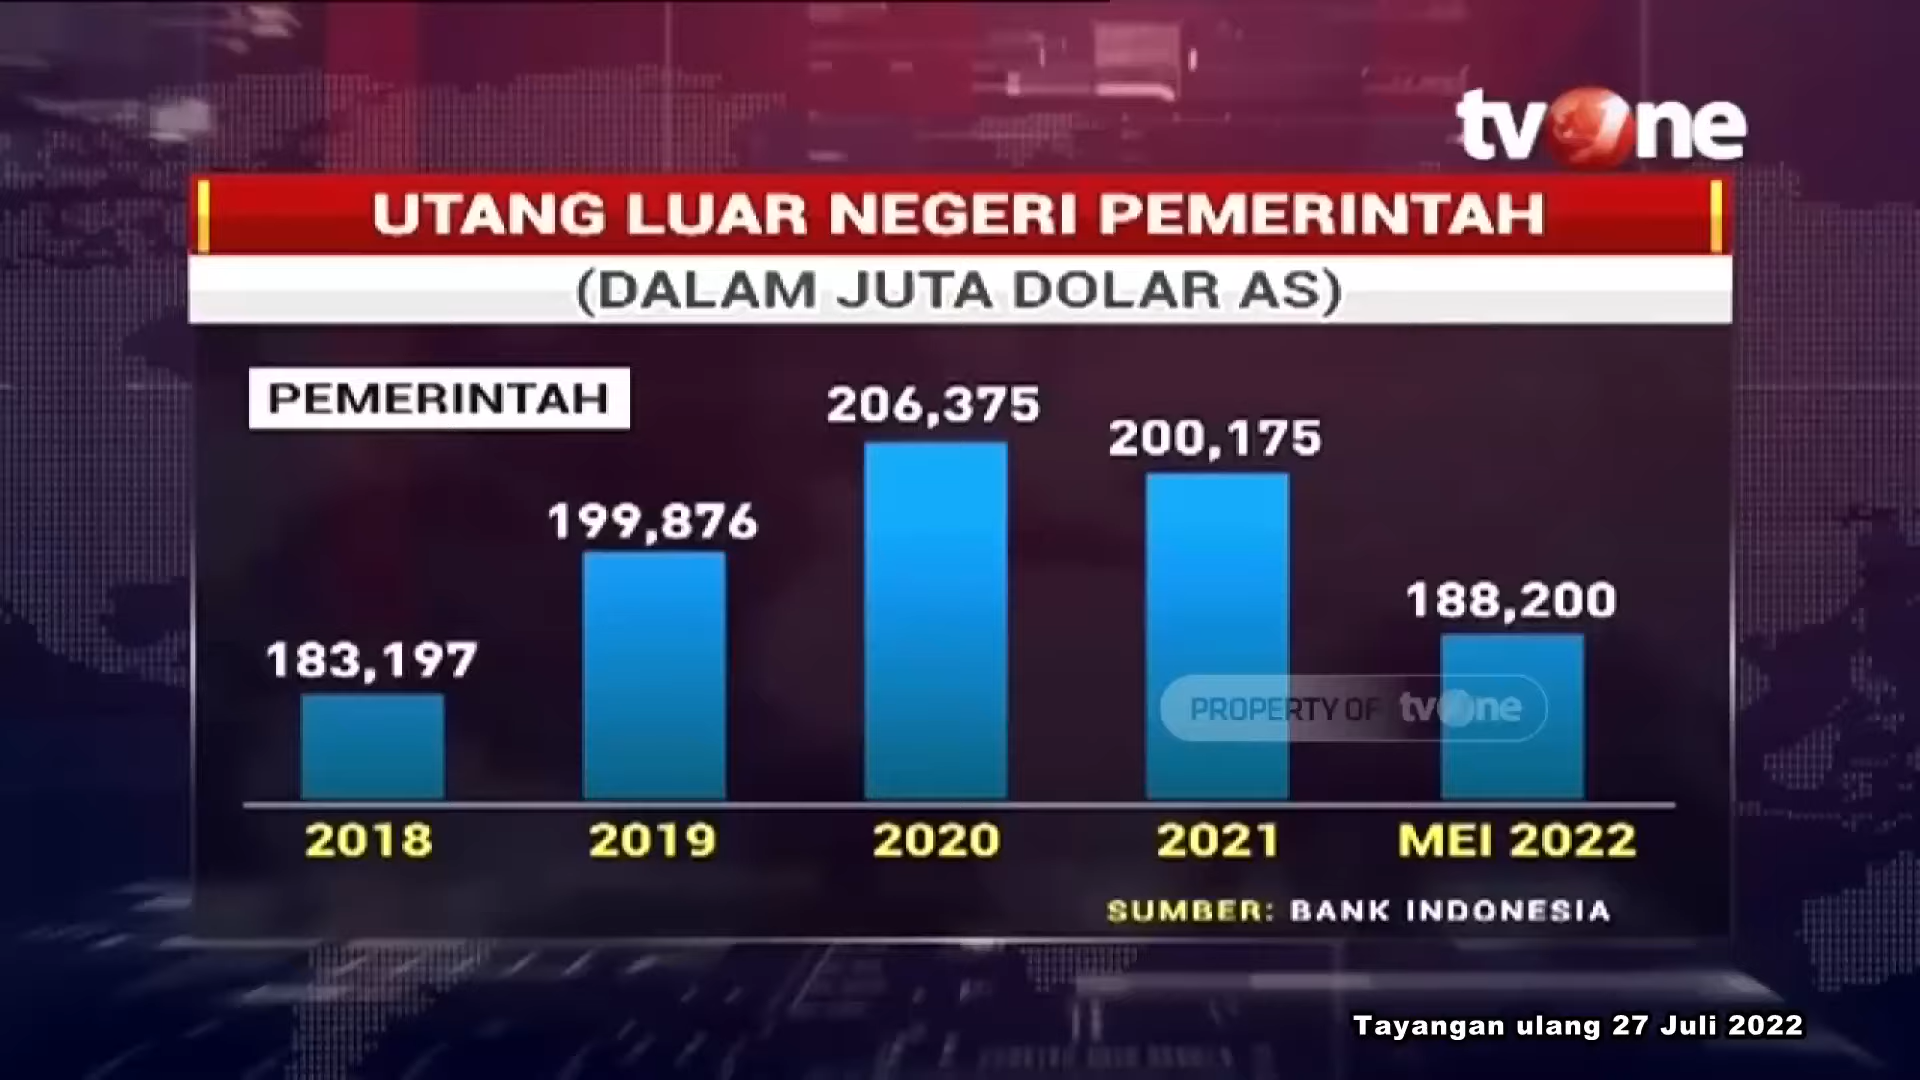 tvOne
UTANG LUAR NEGERI PEMERINTAH
(DALAM JUTA DOLAR AS)
PEMERINTAH
183,197
199,876
206,375
200,175
188,200
PROPERTY OF tvOne
2018
2019
2020
2021
MEI 2022
SUMBER: BANK INDONESIA
Tayangan ulang 27 Juli 2022